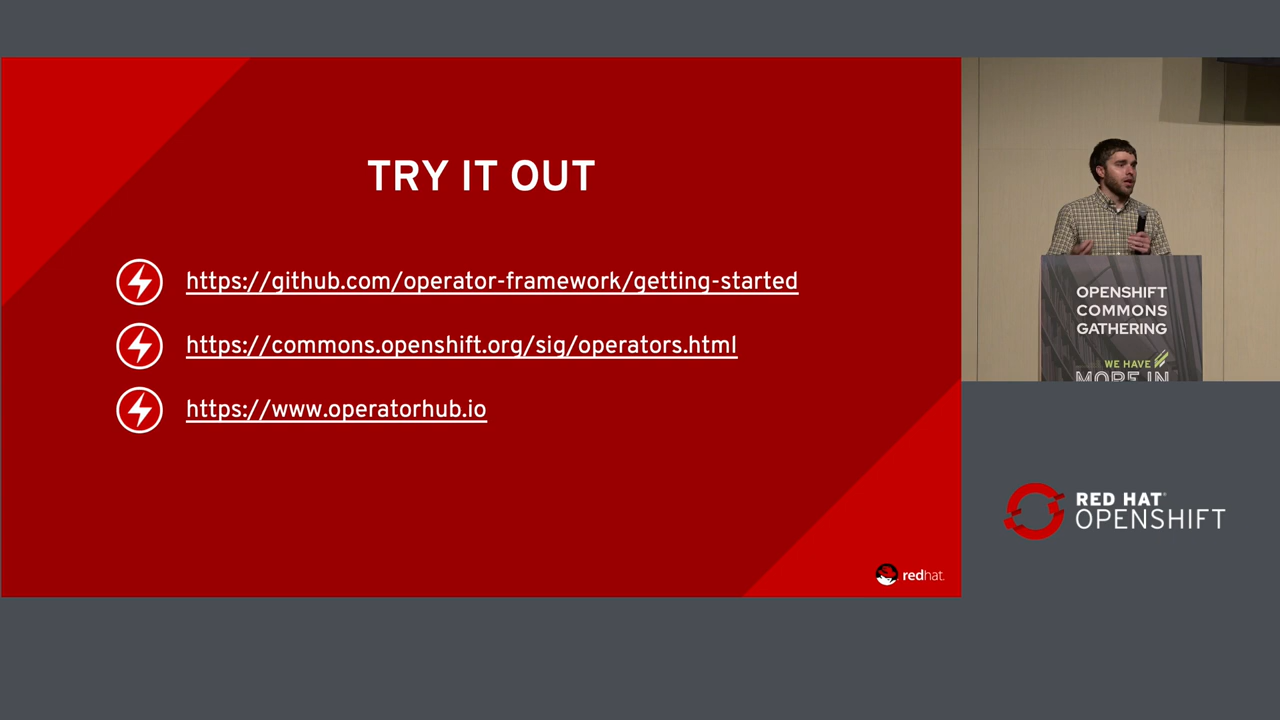 TRY IT OUT
https://github.com/operator-framework/getting-started
https://commons.openshift.org/sig/operators.html
https://www.operatorhub.io
redhat.
OPENSHIFT
COMMONS
GATHERING
WE HAVE
MORE IN
RED HAT®
OPENSHIFT